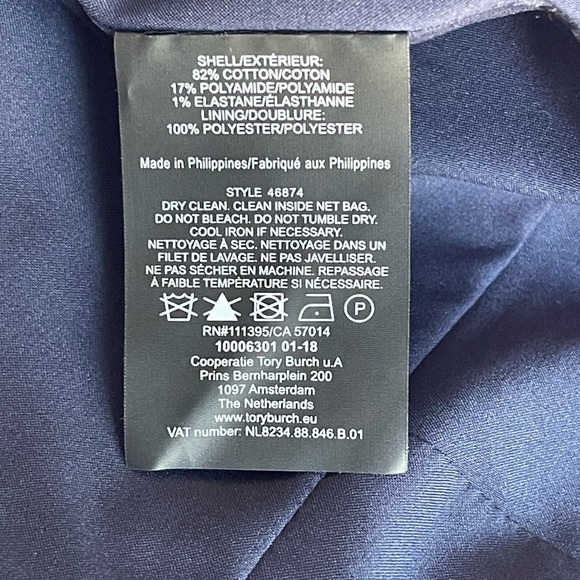 SHELL/EXTÉRIEUR:
82% COTTON/COTON
17% POLYAMIDE/POLYAMIDE
1% ELASTANE/ÉLASTHANNE
LINING/DOUBLURE:
100% POLYESTER/POLYESTER
Made in Philippines/Fabriqué aux Philippines
STYLE 46874
DRY CLEAN. CLEAN INSIDE NET BAG.
DO NOT BLEACH. DO NOT TUMBLE DRY.
COOL IRON IF NECESSARY.
NETTOYAGE À SEC. NETTOYAGE DANS UN
FILET DE LAVAGE. NE PAS JAVELLISER.
NE PAS SÉCHER EN MACHINE. REPASSAGE
À FAIBLE TEMPÉRATURE SI NÉCESSAIRE.
P
RN#111395/CA 57014
10006301 01-18
Cooperatie Tory Burch u.A
Prins Bernharplein 200
1097 Amsterdam
The Netherlands
www.toryburch.eu
VAT number: NL8234.88.846.B.01